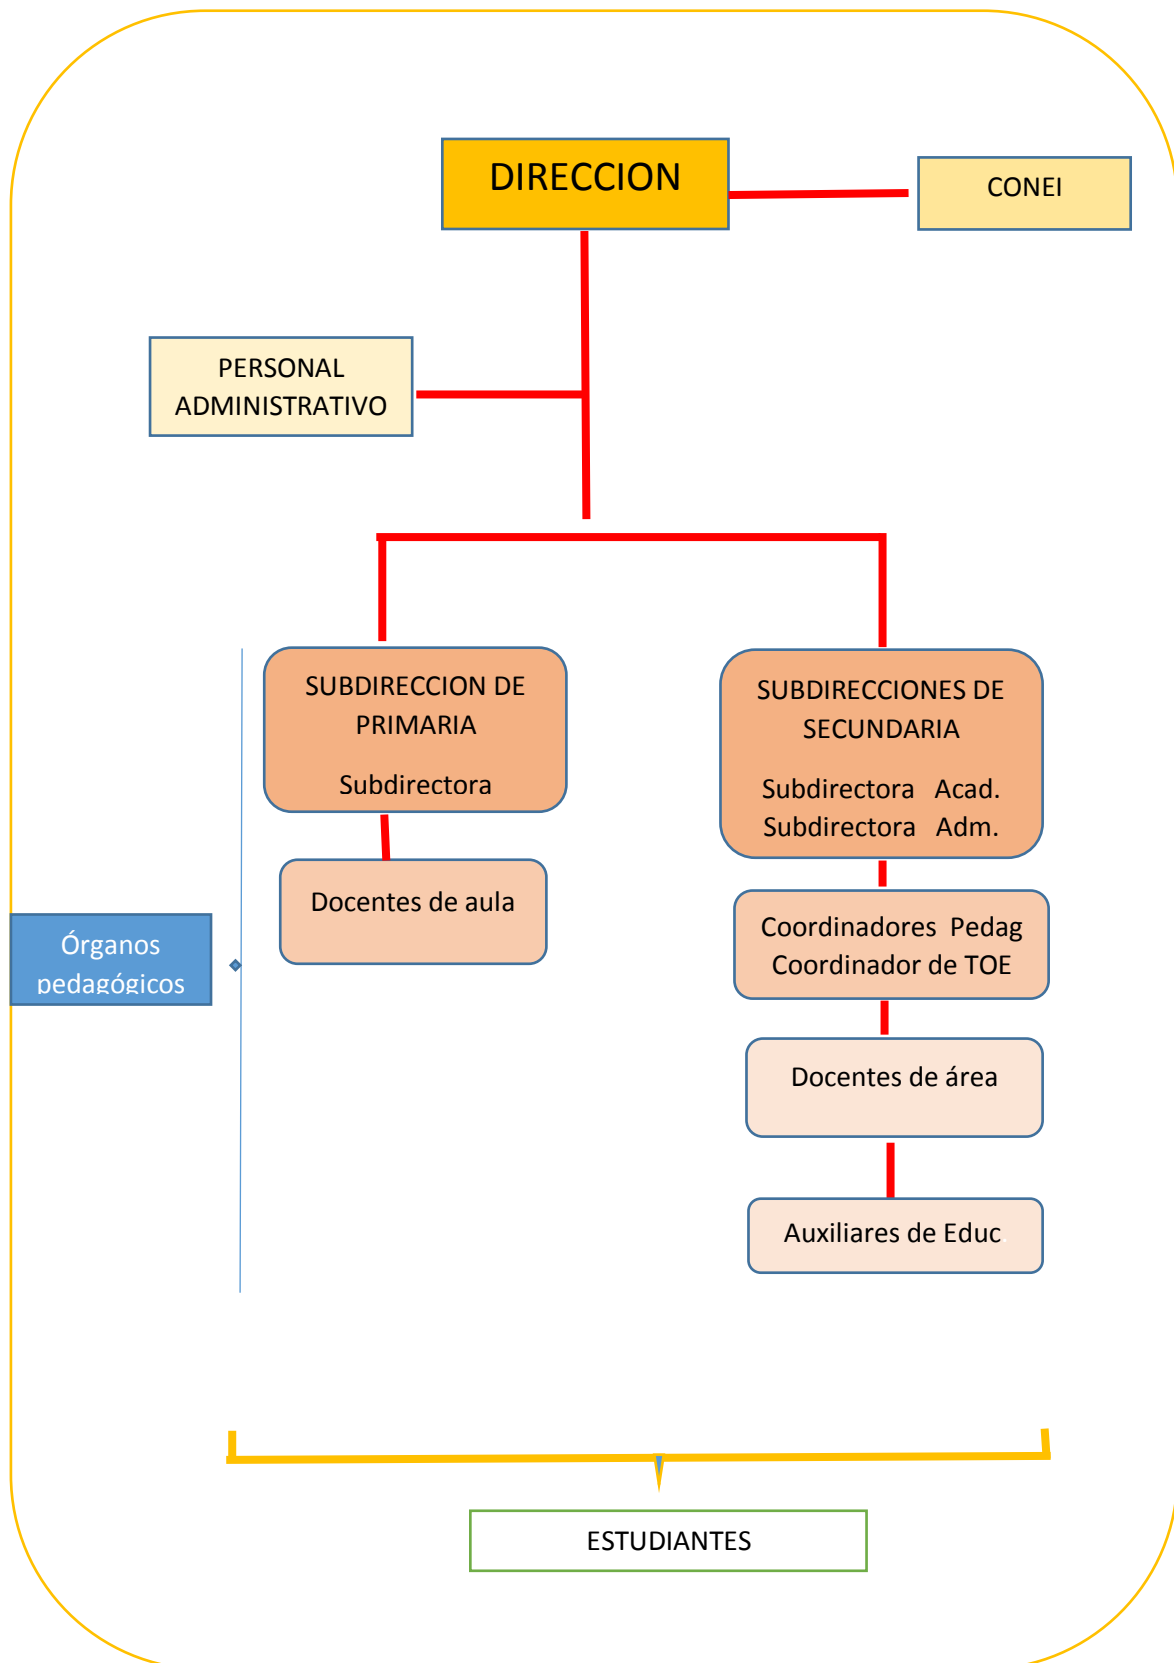 DIRECCION
CONEI
PERSONAL
ADMINISTRATIVO
SUBDIRECCION DE
PRIMARIA
Subdirectora
SUBDIRECCIONES DE
SECUNDARIA
Subdirectora Acad.
Subdirectora Adm.
Docentes de aula
Órganos
pedagógicos
Coordinadores Pedag
Coordinador de TOE
Docentes de área
Auxiliares de Educ
ESTUDIANTES